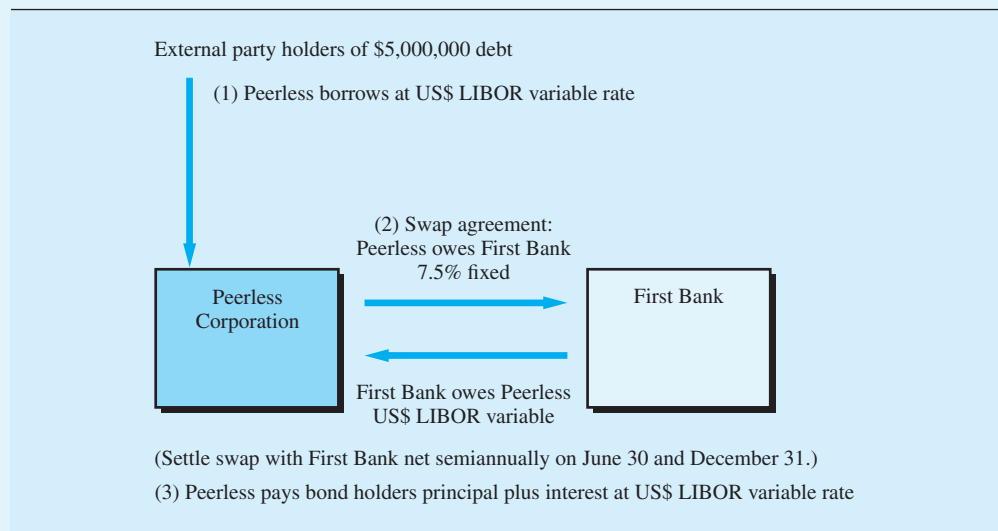 External party holders of $5,000,000 debt
(1) Peerless borrows at US$ LIBOR variable rate
(2) Swap agreement:
Peerless owes First Bank
7.5% fixed
Peerless
Corporation
First Bank
First Bank owes Peerless
US$ LIBOR variable
(Settle swap with First Bank net semiannually on June 30 and December 31.)
(3) Peerless pays bond holders principal plus interest at US$ LIBOR variable rate